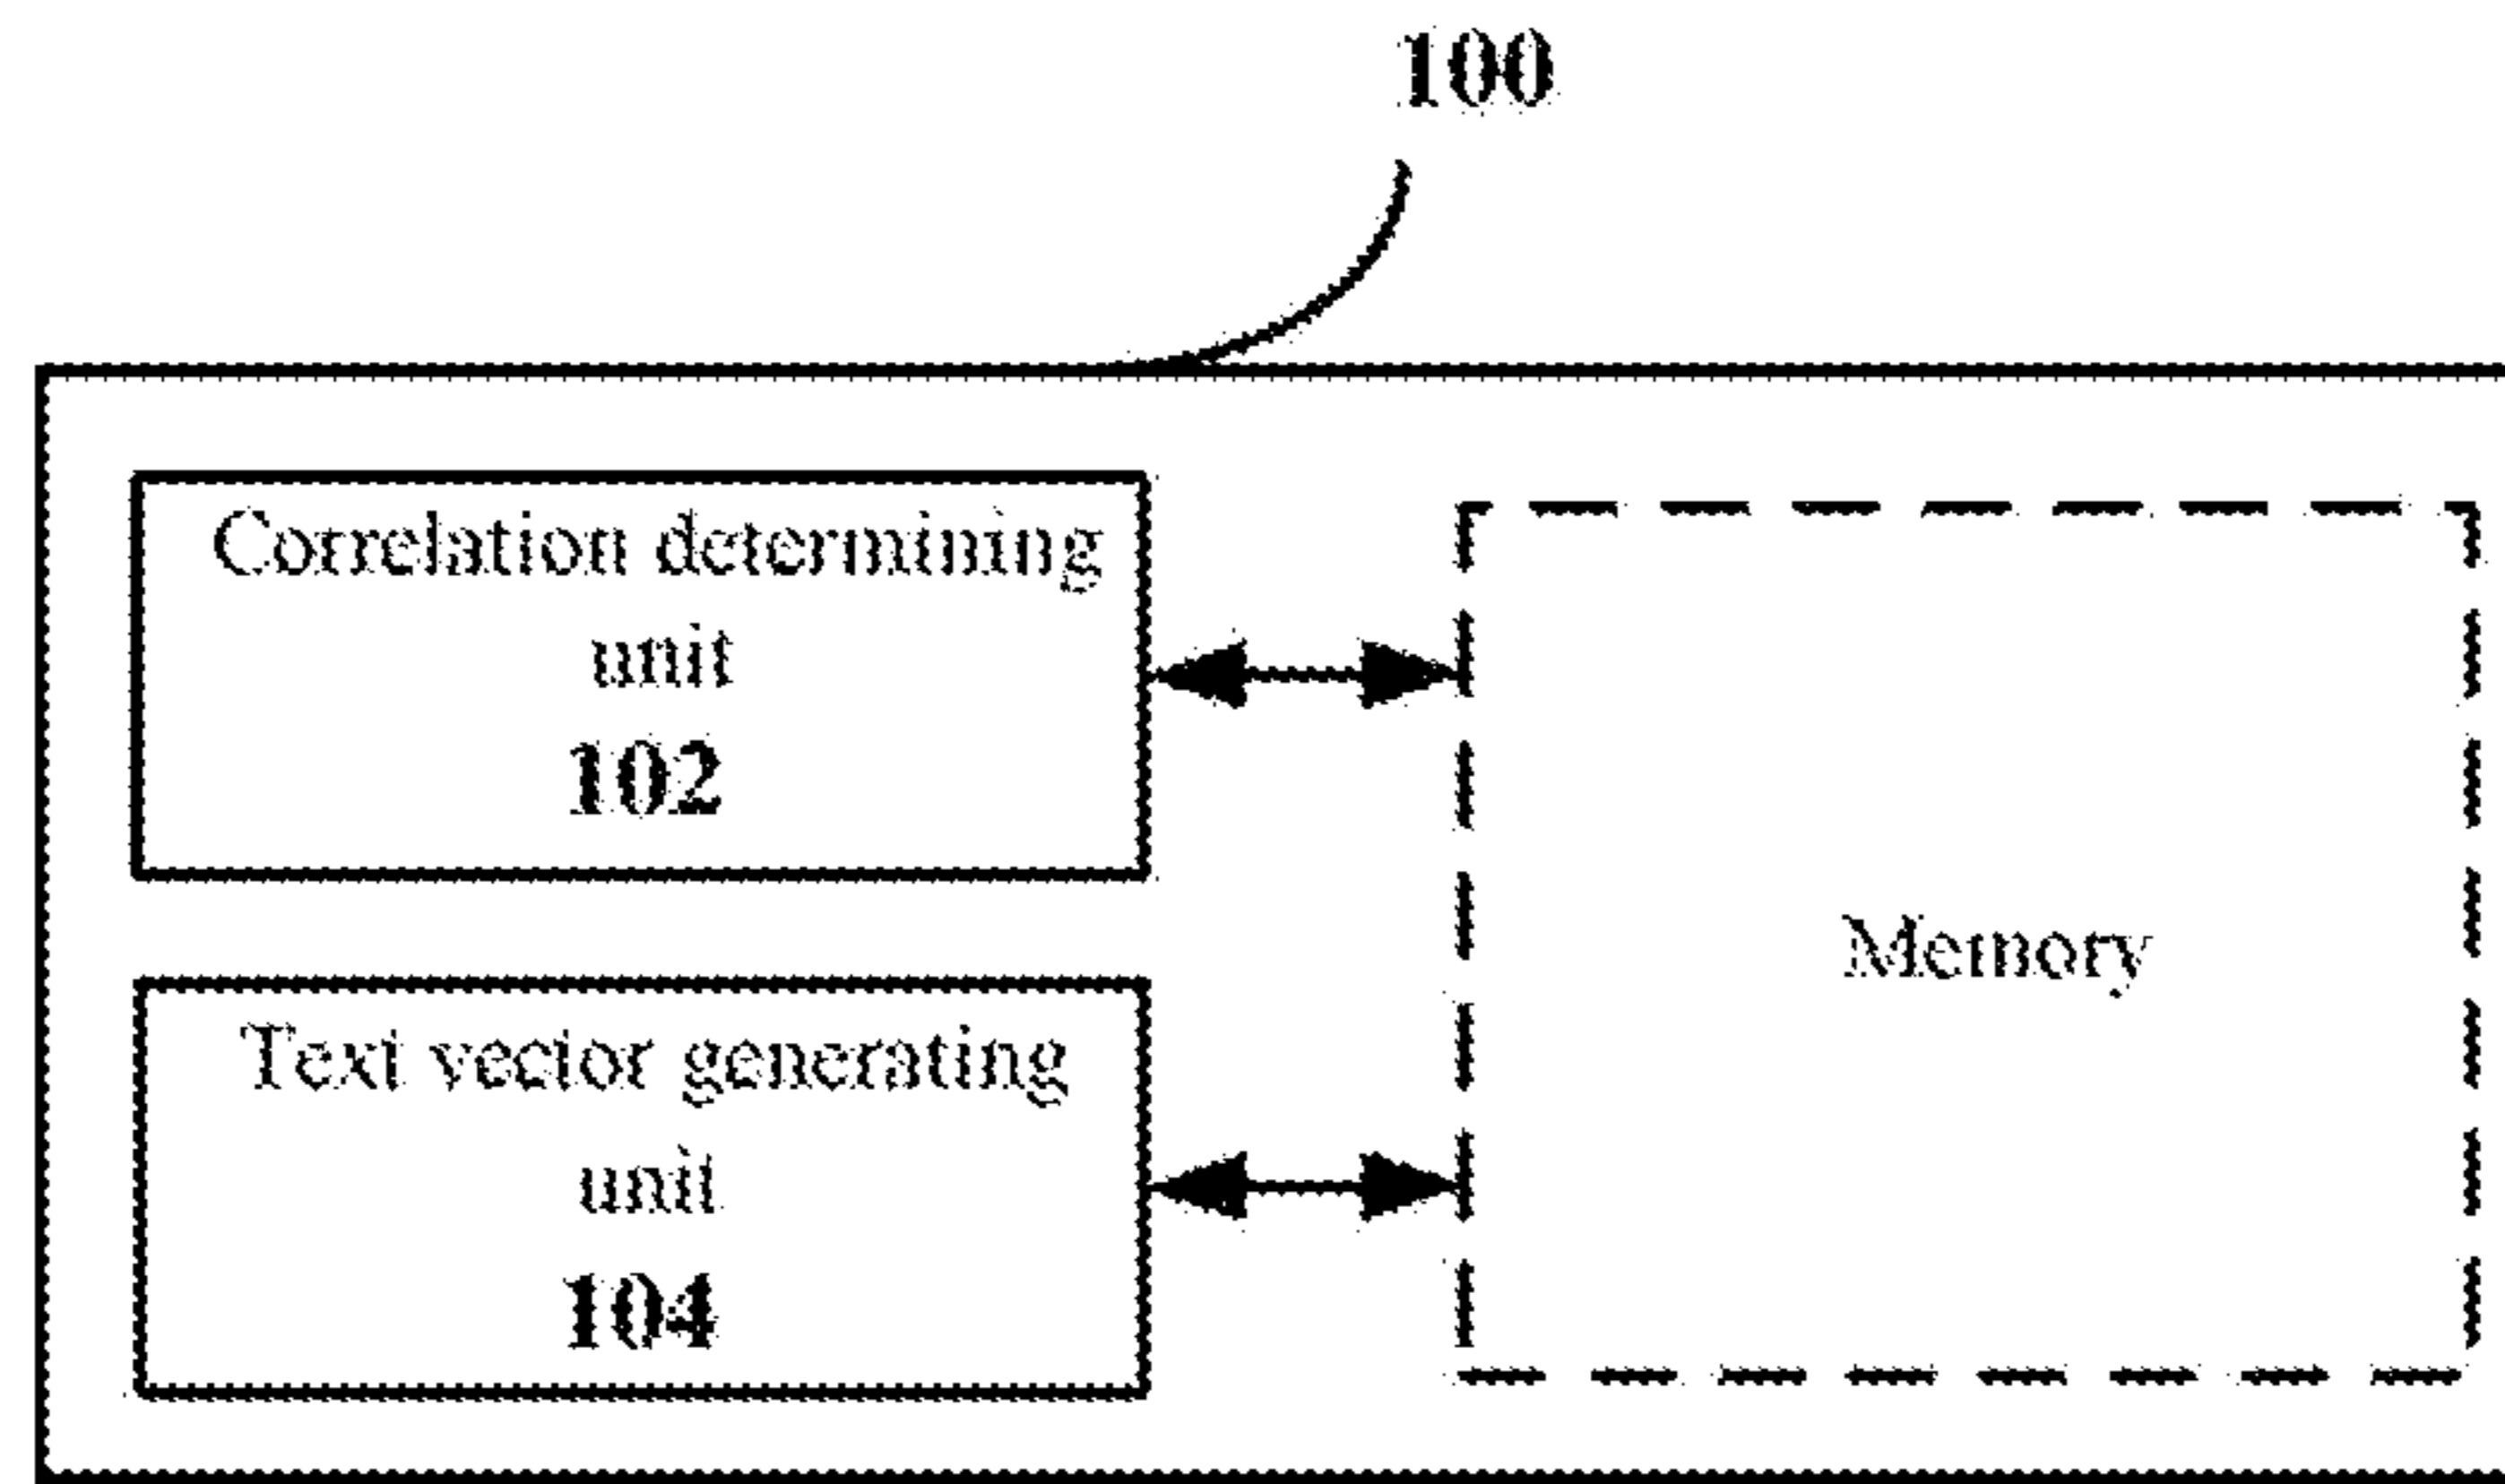 100
Correlation determining
unit
102
Memory
Text vector generating
unit
104